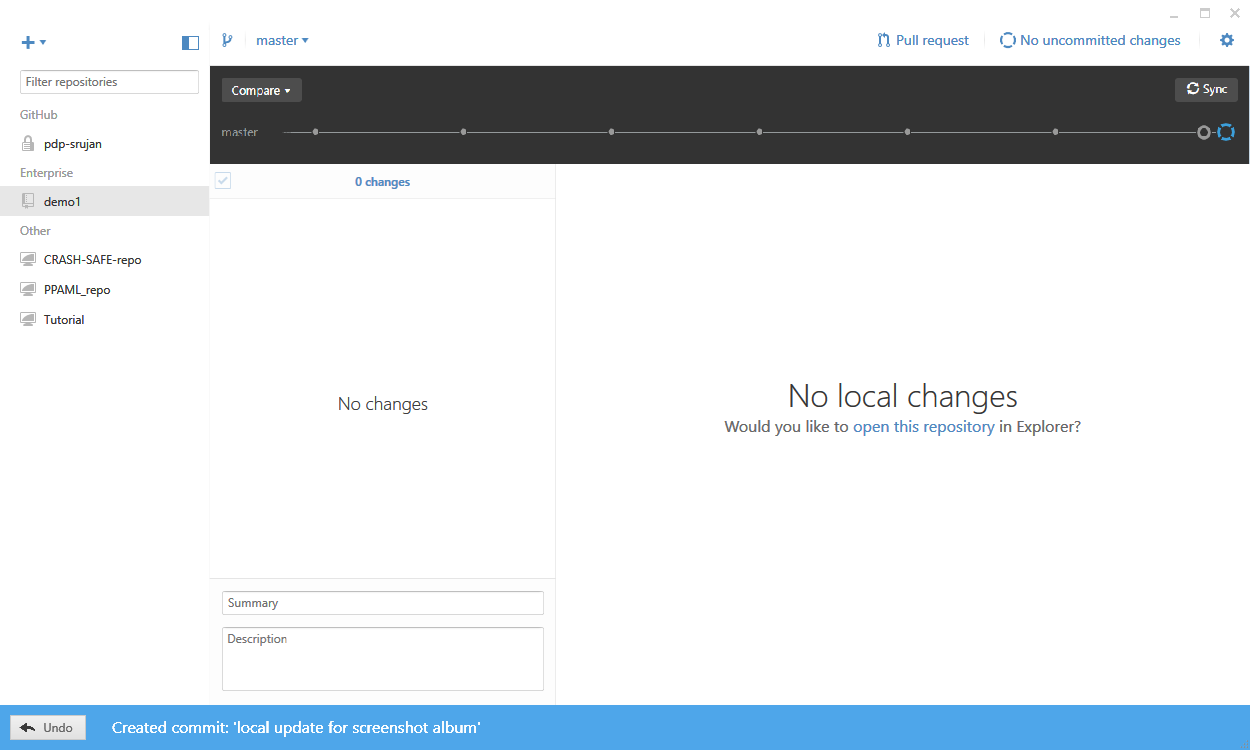 master
Pull request
No uncommitted changes
Filter repositories
GitHub
pdp-srujan
Enterprise
demo1
Other
CRASH-SAFE-repo
PPAML_repo
Tutorial
Compare
Sync
master
0 changes
No changes
Summary
Description
No local changes
Would you like to open this repository in Explorer?
Undo
Created commit: 'local update for screenshot album'